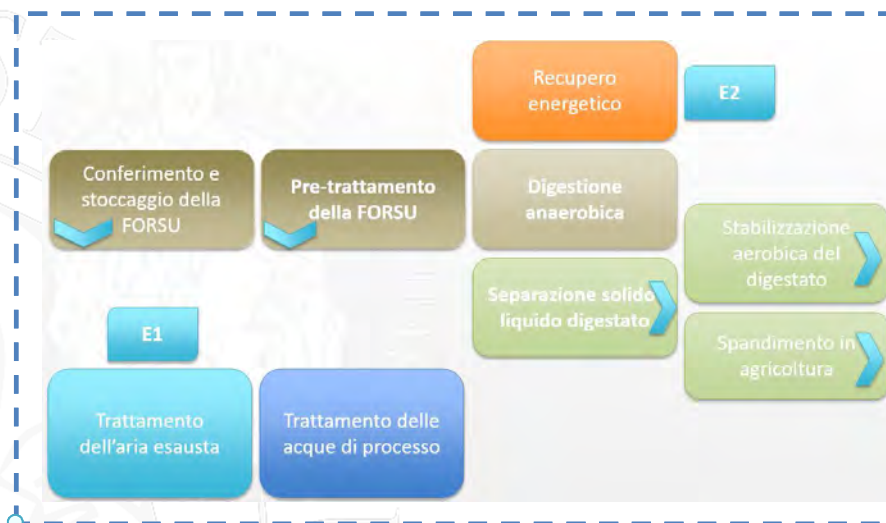 Recupero
energetico
E2
Conferimento e
stoccaggio della
FORSU
Pre-trattamento
della FORSU
Digestione
anaerobica
Stabilizzazione
aerobica del
digestato
Separazione solido
liquido digestato
Spandimento in
agricoltura
E1
Trattamento
dell'aria esausta
Trattamento delle
acque di processo